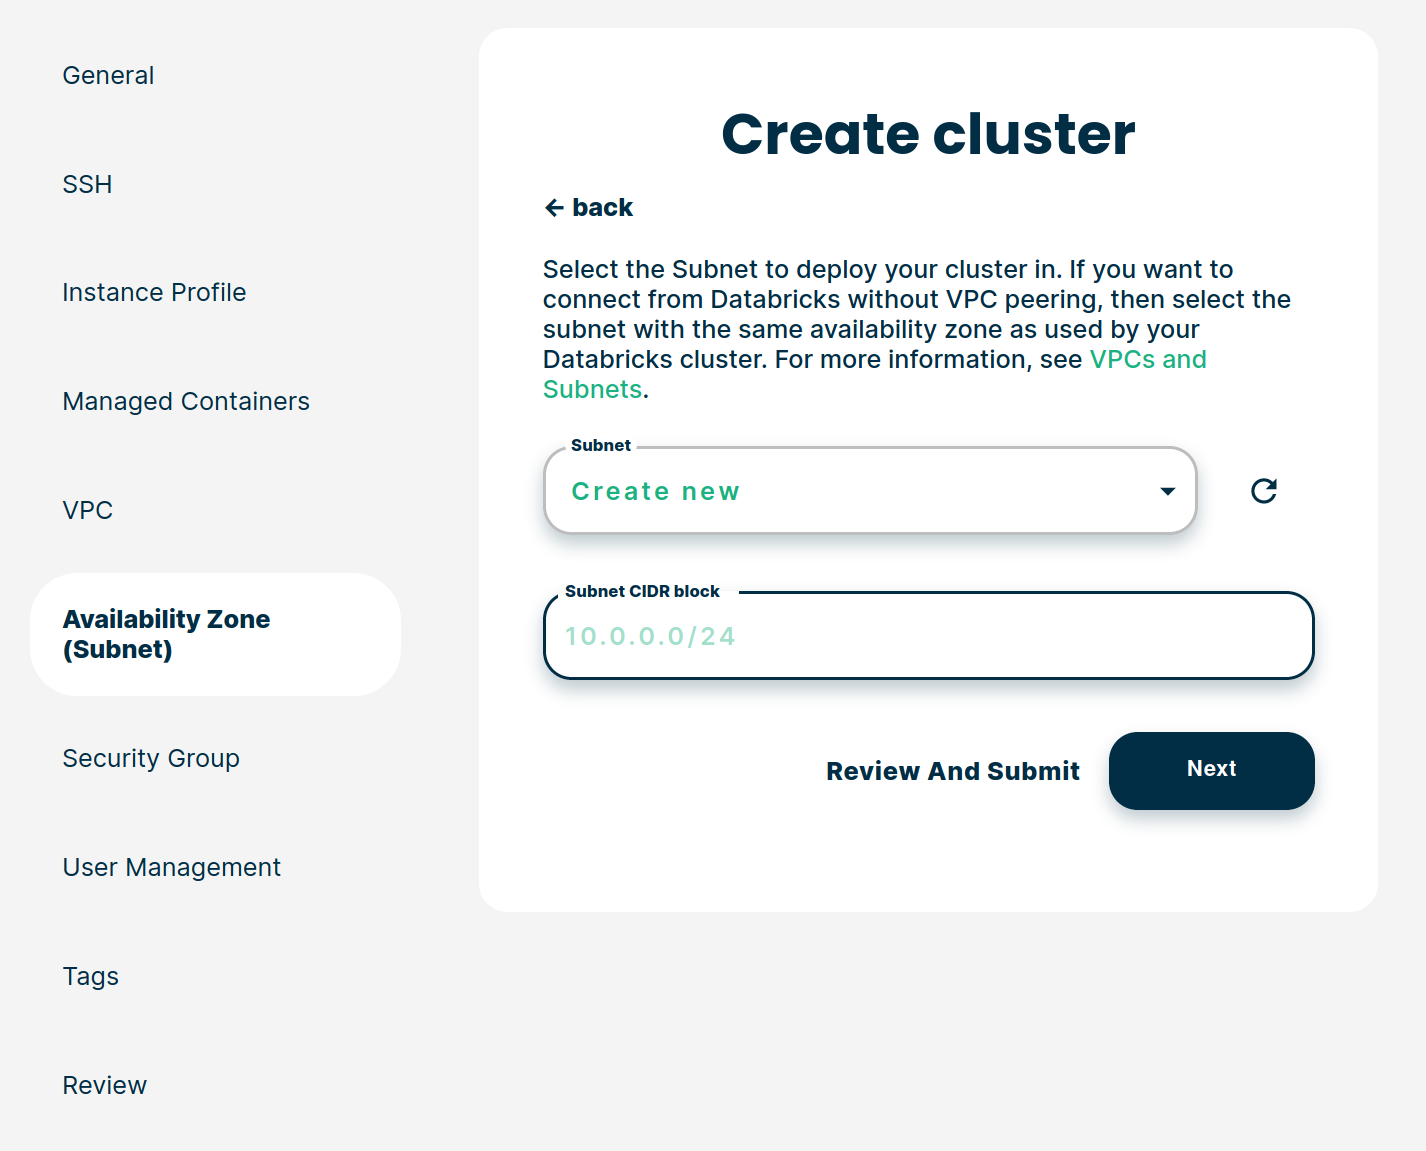 General
SSH
Instance Profile
Managed Containers
VPC
Availability Zone
(Subnet)
Security Group
User Management
Tags
Review
Create cluster
← back
Select the Subnet to deploy your cluster in. If you want to
connect from Databricks without VPC peering, then select the
subnet with the same availability zone as used by your
Databricks cluster. For more information, see VPCs and
Subnets.
Subnet
Create new
Subnet CIDR block
10.0.0.0/24
Review And Submit
Next